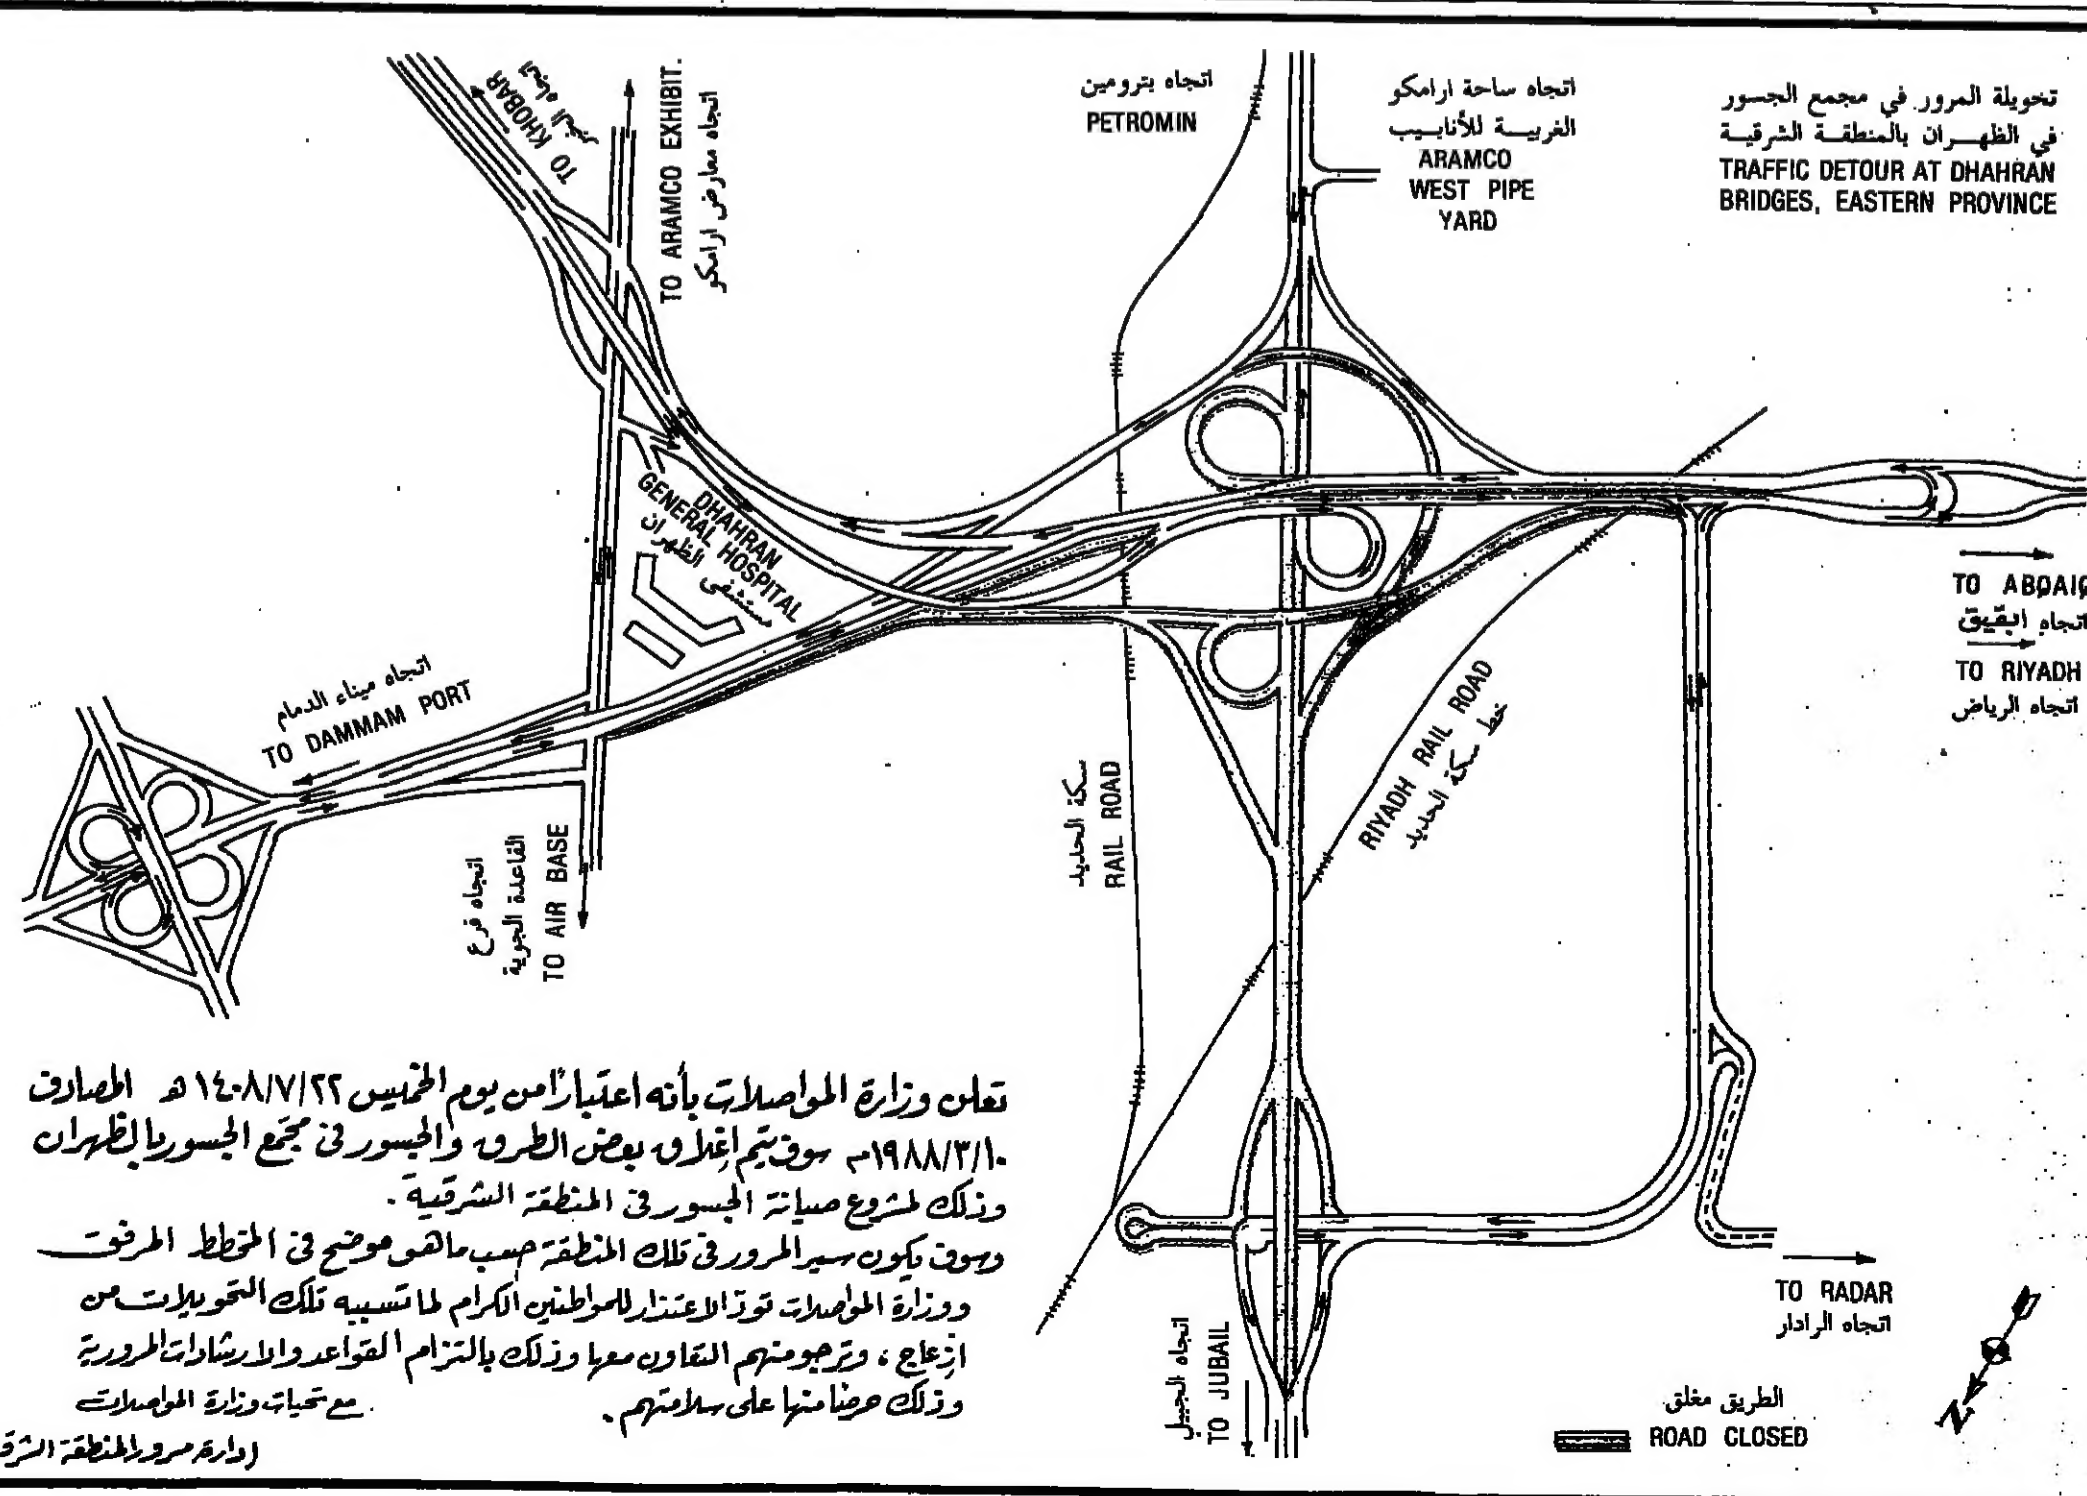 تحويلة المرور في مجمع الجسور
في الظهران بالمنطقة الشرقية
TRAFFIC DETOUR AT DHAHRAN
BRIDGES, EASTERN PROVINCE
اتجاه ساحة ارامكو
الغربية للأنابيب
ARAMCO
WEST PIPE
YARD
اتجاه بترومين
PETROMIN
اتجاه الخبر
TO KHOBAR
TO ARAMCO EXHIBIT.
اتجاه معارض ارامكو
DHAHRAN
GENERAL HOSPITAL
مستشفى الظهران
TO ABQAIQ
اتجاه ابقيق
TO RIYADH
اتجاه الرياض
اتجاه ميناء الدمام
TO DAMMAM PORT
اتجاه فرع
القاعدة الجوية
TO AIR BASE
سكة الحديد
RAIL ROAD
RIYADH RAIL ROAD
خط سكة الحديد
تعلن وزارة المواصلات بأنه اعتبارًا من يوم الخميس ١٤٠٨/٧/٢٢ هـ المصادف
١٩٨٨/٣/١٠م سوف يتم إغلاق بعض الطرق والجسور في مجمع الجسور بالظهران
وذلك لمشروع صيانة الجسور في المنطقة الشرقية .
وسوف يكون سير المرور في تلك المنطقة حسب ما هو موضح في المخطط المرفق
ووزارة المواصلات تود الاعتذار للمواطنين الكرام لما تسببه تلك التحويلات من
ازعاج ، وترجو منهم التعاون معها وذلك بالتزام القواعد والارشادات المرورية
وذلك حرصا منها على سلامتهم .
مع تحيات وزارة المواصلات
ادارة مرور المنطقة
اتجاه الجبيل
TO JUBAIL
TO RADAR
اتجاه الرادار
الطريق مغلق
ROAD CLOSED
N